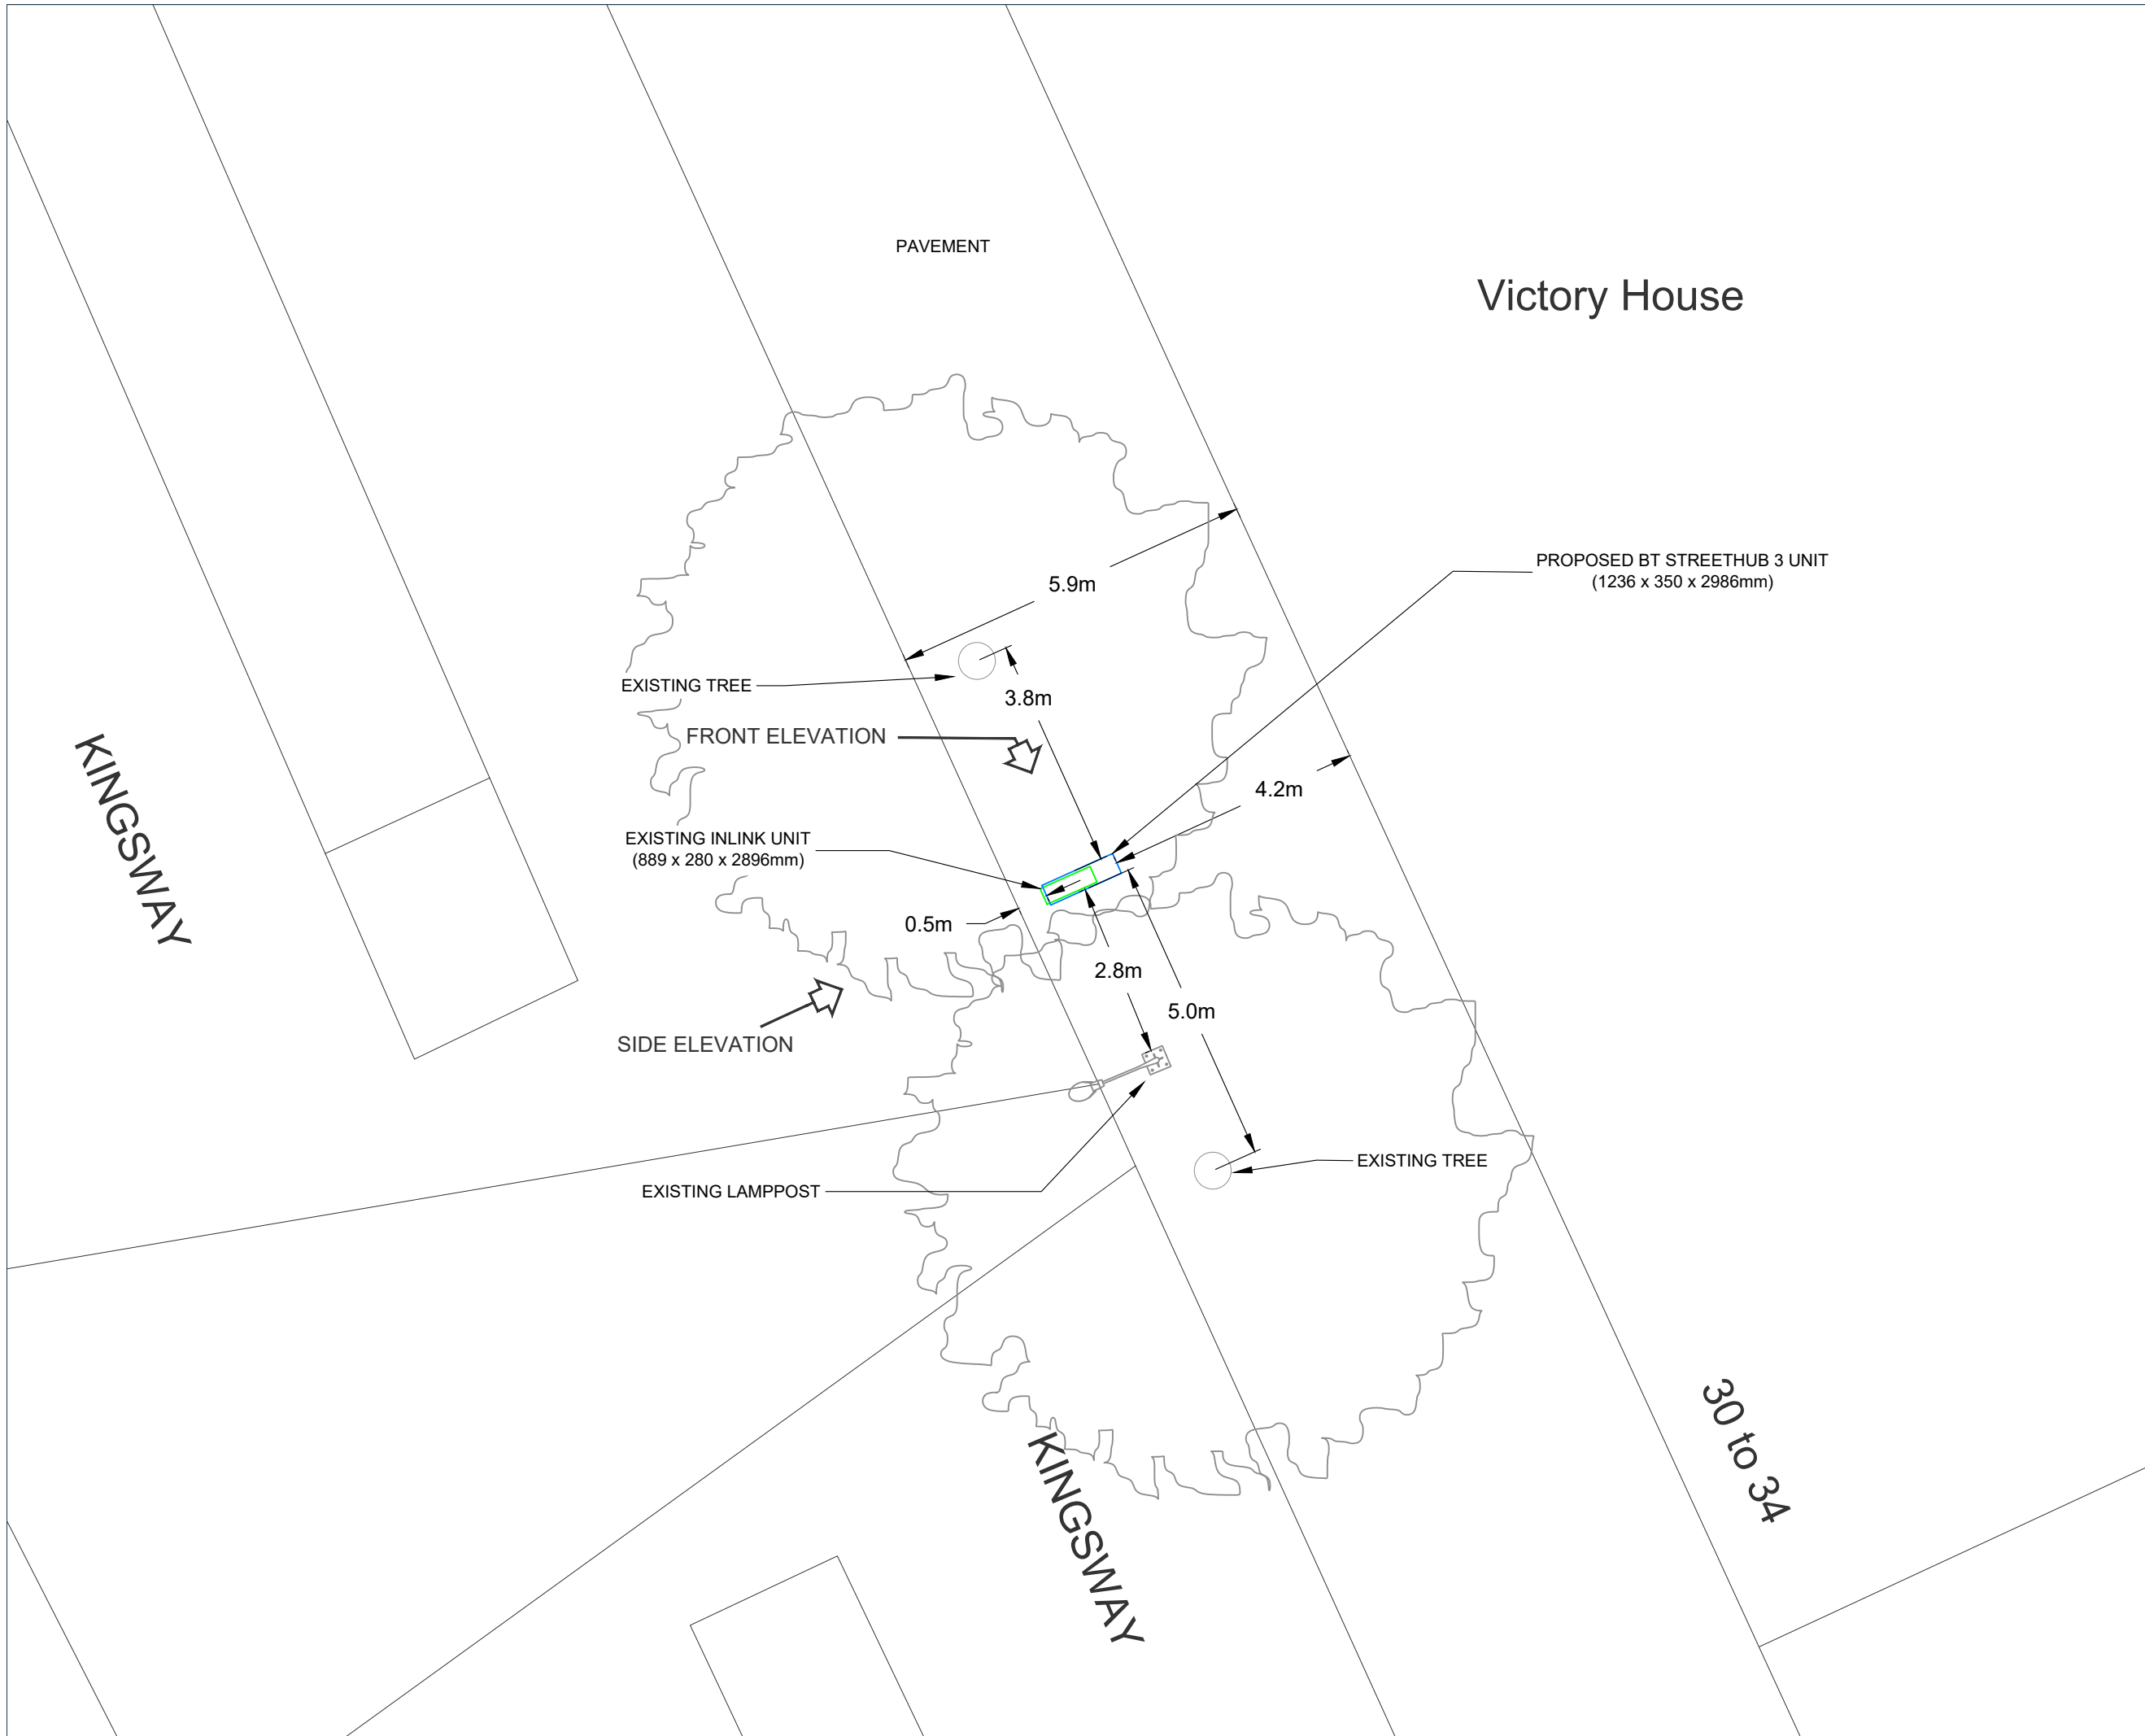 PAVEMENT
Victory House
PROPOSED BT STREETHUB 3 UNIT
(1236 x 350 x 2986mm)
5.9m
EXISTING TREE
3.8m
FRONT ELEVATION
4.2m
KINGSWAY
EXISTING INLINK UNIT
(889 x 280 x 2896mm)
0.5m
2.8m
5.0m
SIDE ELEVATION
EXISTING TREE
EXISTING LAMPPOST
30 to 34
KINGSWAY